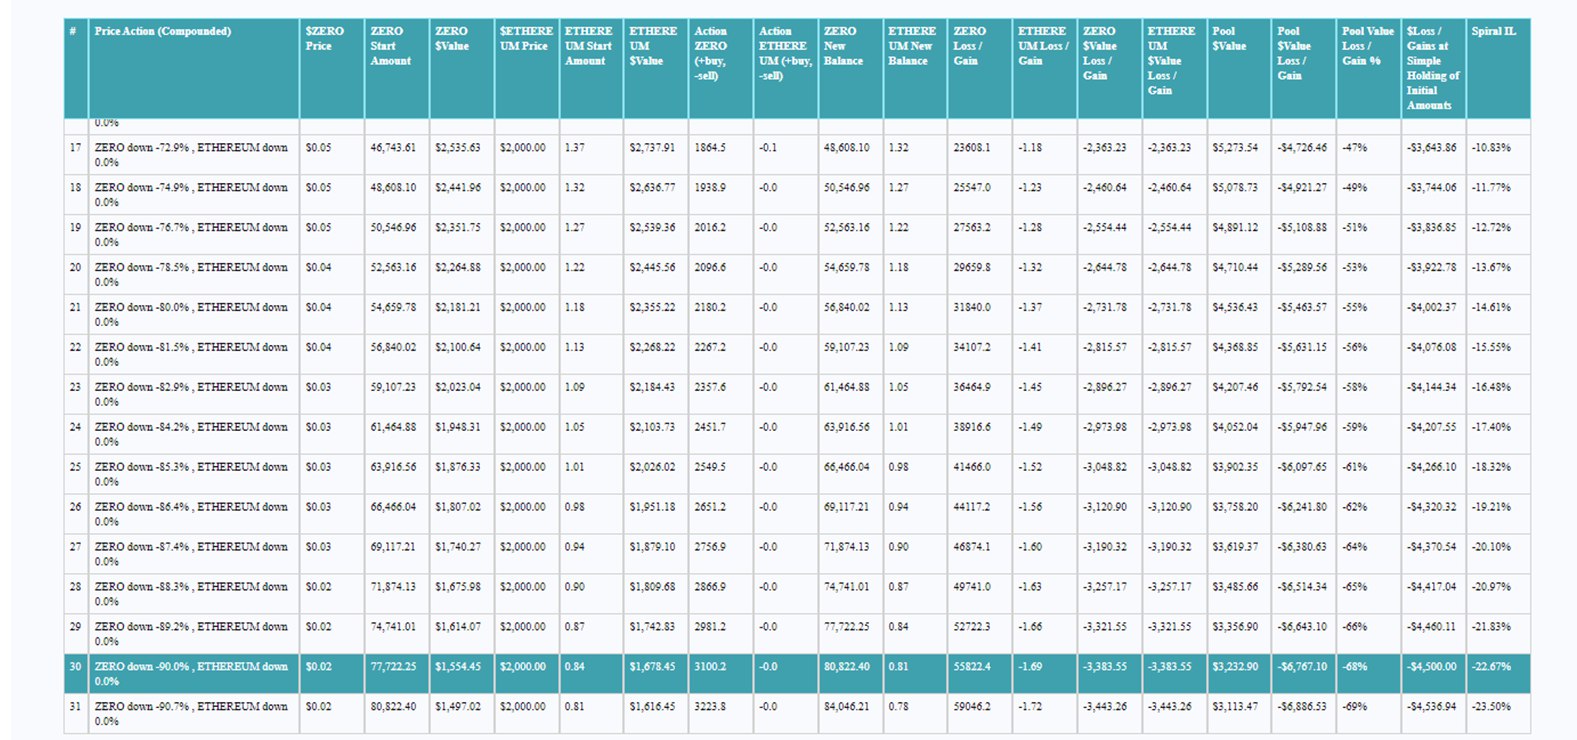 # Price Action (Compounded) $ZERO Price ZERO Start Amount ZERO $Value $ETHEREUM Price ETHEREUM Start Amount ETHEREUM $Value Action ZERO (+buy, -sell) Action ETHEREUM (+buy, -sell) ZERO New Balance ETHEREUM New Balance ZERO Loss / Gain ETHEREUM Loss / Gain ZERO $Value Loss / Gain ETHEREUM $Value Loss / Gain Pool $Value Pool $Value Loss / Gain Pool Value Loss / Gain % $Loss / Gains at Simple Holding of Initial Amounts Spiral IL
0.0%
17 ZERO down -72.9% , ETHEREUM down 0.0% $0.05 46,743.61 $2,535.63 $2,000.00 1.37 $2,737.91 1864.5 -0.1 48,608.10 1.32 23608.1 -1.18 -2,363.23 -2,363.23 $5,273.54 -$4,726.46 -47% -$3,643.86 -10.83%
18 ZERO down -74.9% , ETHEREUM down 0.0% $0.05 48,608.10 $2,441.96 $2,000.00 1.32 $2,636.77 1938.9 -0.0 50,546.96 1.27 25547.0 -1.23 -2,460.64 -2,460.64 $5,078.73 -$4,921.27 -49% -$3,744.06 -11.77%
19 ZERO down -76.7% , ETHEREUM down 0.0% $0.05 50,546.96 $2,351.75 $2,000.00 1.27 $2,539.36 2016.2 -0.0 52,563.16 1.22 27563.2 -1.28 -2,554.44 -2,554.44 $4,891.12 -$5,108.88 -51% -$3,836.85 -12.72%
20 ZERO down -78.5% , ETHEREUM down 0.0% $0.04 52,563.16 $2,264.88 $2,000.00 1.22 $2,445.56 2096.6 -0.0 54,659.78 1.18 29659.8 -1.32 -2,644.78 -2,644.78 $4,710.44 -$5,289.56 -53% -$3,922.78 -13.67%
21 ZERO down -80.0% , ETHEREUM down 0.0% $0.04 54,659.78 $2,181.21 $2,000.00 1.18 $2,355.22 2180.2 -0.0 56,840.02 1.13 31840.0 -1.37 -2,731.78 -2,731.78 $4,536.43 -$5,463.57 -55% -$4,002.37 -14.61%
22 ZERO down -81.5% , ETHEREUM down 0.0% $0.04 56,840.02 $2,100.64 $2,000.00 1.13 $2,268.22 2267.2 -0.0 59,107.23 1.09 34107.2 -1.41 -2,815.57 -2,815.57 $4,368.85 -$5,631.15 -56% -$4,076.08 -15.55%
23 ZERO down -82.9% , ETHEREUM down 0.0% $0.03 59,107.23 $2,023.04 $2,000.00 1.09 $2,184.43 2357.6 -0.0 61,464.88 1.05 36464.9 -1.45 -2,896.27 -2,896.27 $4,207.46 -$5,792.54 -58% -$4,144.34 -16.48%
24 ZERO down -84.2% , ETHEREUM down 0.0% $0.03 61,464.88 $1,948.31 $2,000.00 1.05 $2,103.73 2451.7 -0.0 63,916.56 1.01 38916.6 -1.49 -2,973.98 -2,973.98 $4,052.04 -$5,947.96 -59% -$4,207.55 -17.40%
25 ZERO down -85.3% , ETHEREUM down 0.0% $0.03 63,916.56 $1,876.33 $2,000.00 1.01 $2,026.02 2549.5 -0.0 66,466.04 0.98 41466.0 -1.52 -3,048.82 -3,048.82 $3,902.35 -$6,097.65 -61% -$4,266.10 -18.32%
26 ZERO down -86.4% , ETHEREUM down 0.0% $0.03 66,466.04 $1,807.02 $2,000.00 0.98 $1,951.18 2651.2 -0.0 69,117.21 0.94 44117.2 -1.56 -3,120.90 -3,120.90 $3,758.20 -$6,241.80 -62% -$4,320.32 -19.21%
27 ZERO down -87.4% , ETHEREUM down 0.0% $0.03 69,117.21 $1,740.27 $2,000.00 0.94 $1,879.10 2756.9 -0.0 71,874.13 0.90 46874.1 -1.60 -3,190.32 -3,190.32 $3,619.37 -$6,380.63 -64% -$4,370.54 -20.10%
28 ZERO down -88.3% , ETHEREUM down 0.0% $0.02 71,874.13 $1,675.98 $2,000.00 0.90 $1,809.68 2866.9 -0.0 74,741.01 0.87 49741.0 -1.63 -3,257.17 -3,257.17 $3,485.66 -$6,514.34 -65% -$4,417.04 -20.97%
29 ZERO down -89.2% , ETHEREUM down 0.0% $0.02 74,741.01 $1,614.07 $2,000.00 0.87 $1,742.83 2981.2 -0.0 77,722.25 0.84 52722.3 -1.66 -3,321.55 -3,321.55 $3,356.90 -$6,643.10 -66% -$4,460.11 -21.83%
30 ZERO down -90.0% , ETHEREUM down 0.0% $0.02 77,722.25 $1,554.45 $2,000.00 0.84 $1,678.45 3100.2 -0.0 80,822.40 0.81 55822.4 -1.69 -3,383.55 -3,383.55 $3,232.90 -$6,767.10 -68% -$4,500.00 -22.67%
31 ZERO down -90.7% , ETHEREUM down 0.0% $0.02 80,822.40 $1,497.02 $2,000.00 0.81 $1,616.45 3223.8 -0.0 84,046.21 0.78 59046.2 -1.72 -3,443.26 -3,443.26 $3,113.47 -$6,886.53 -69% -$4,536.94 -23.50%